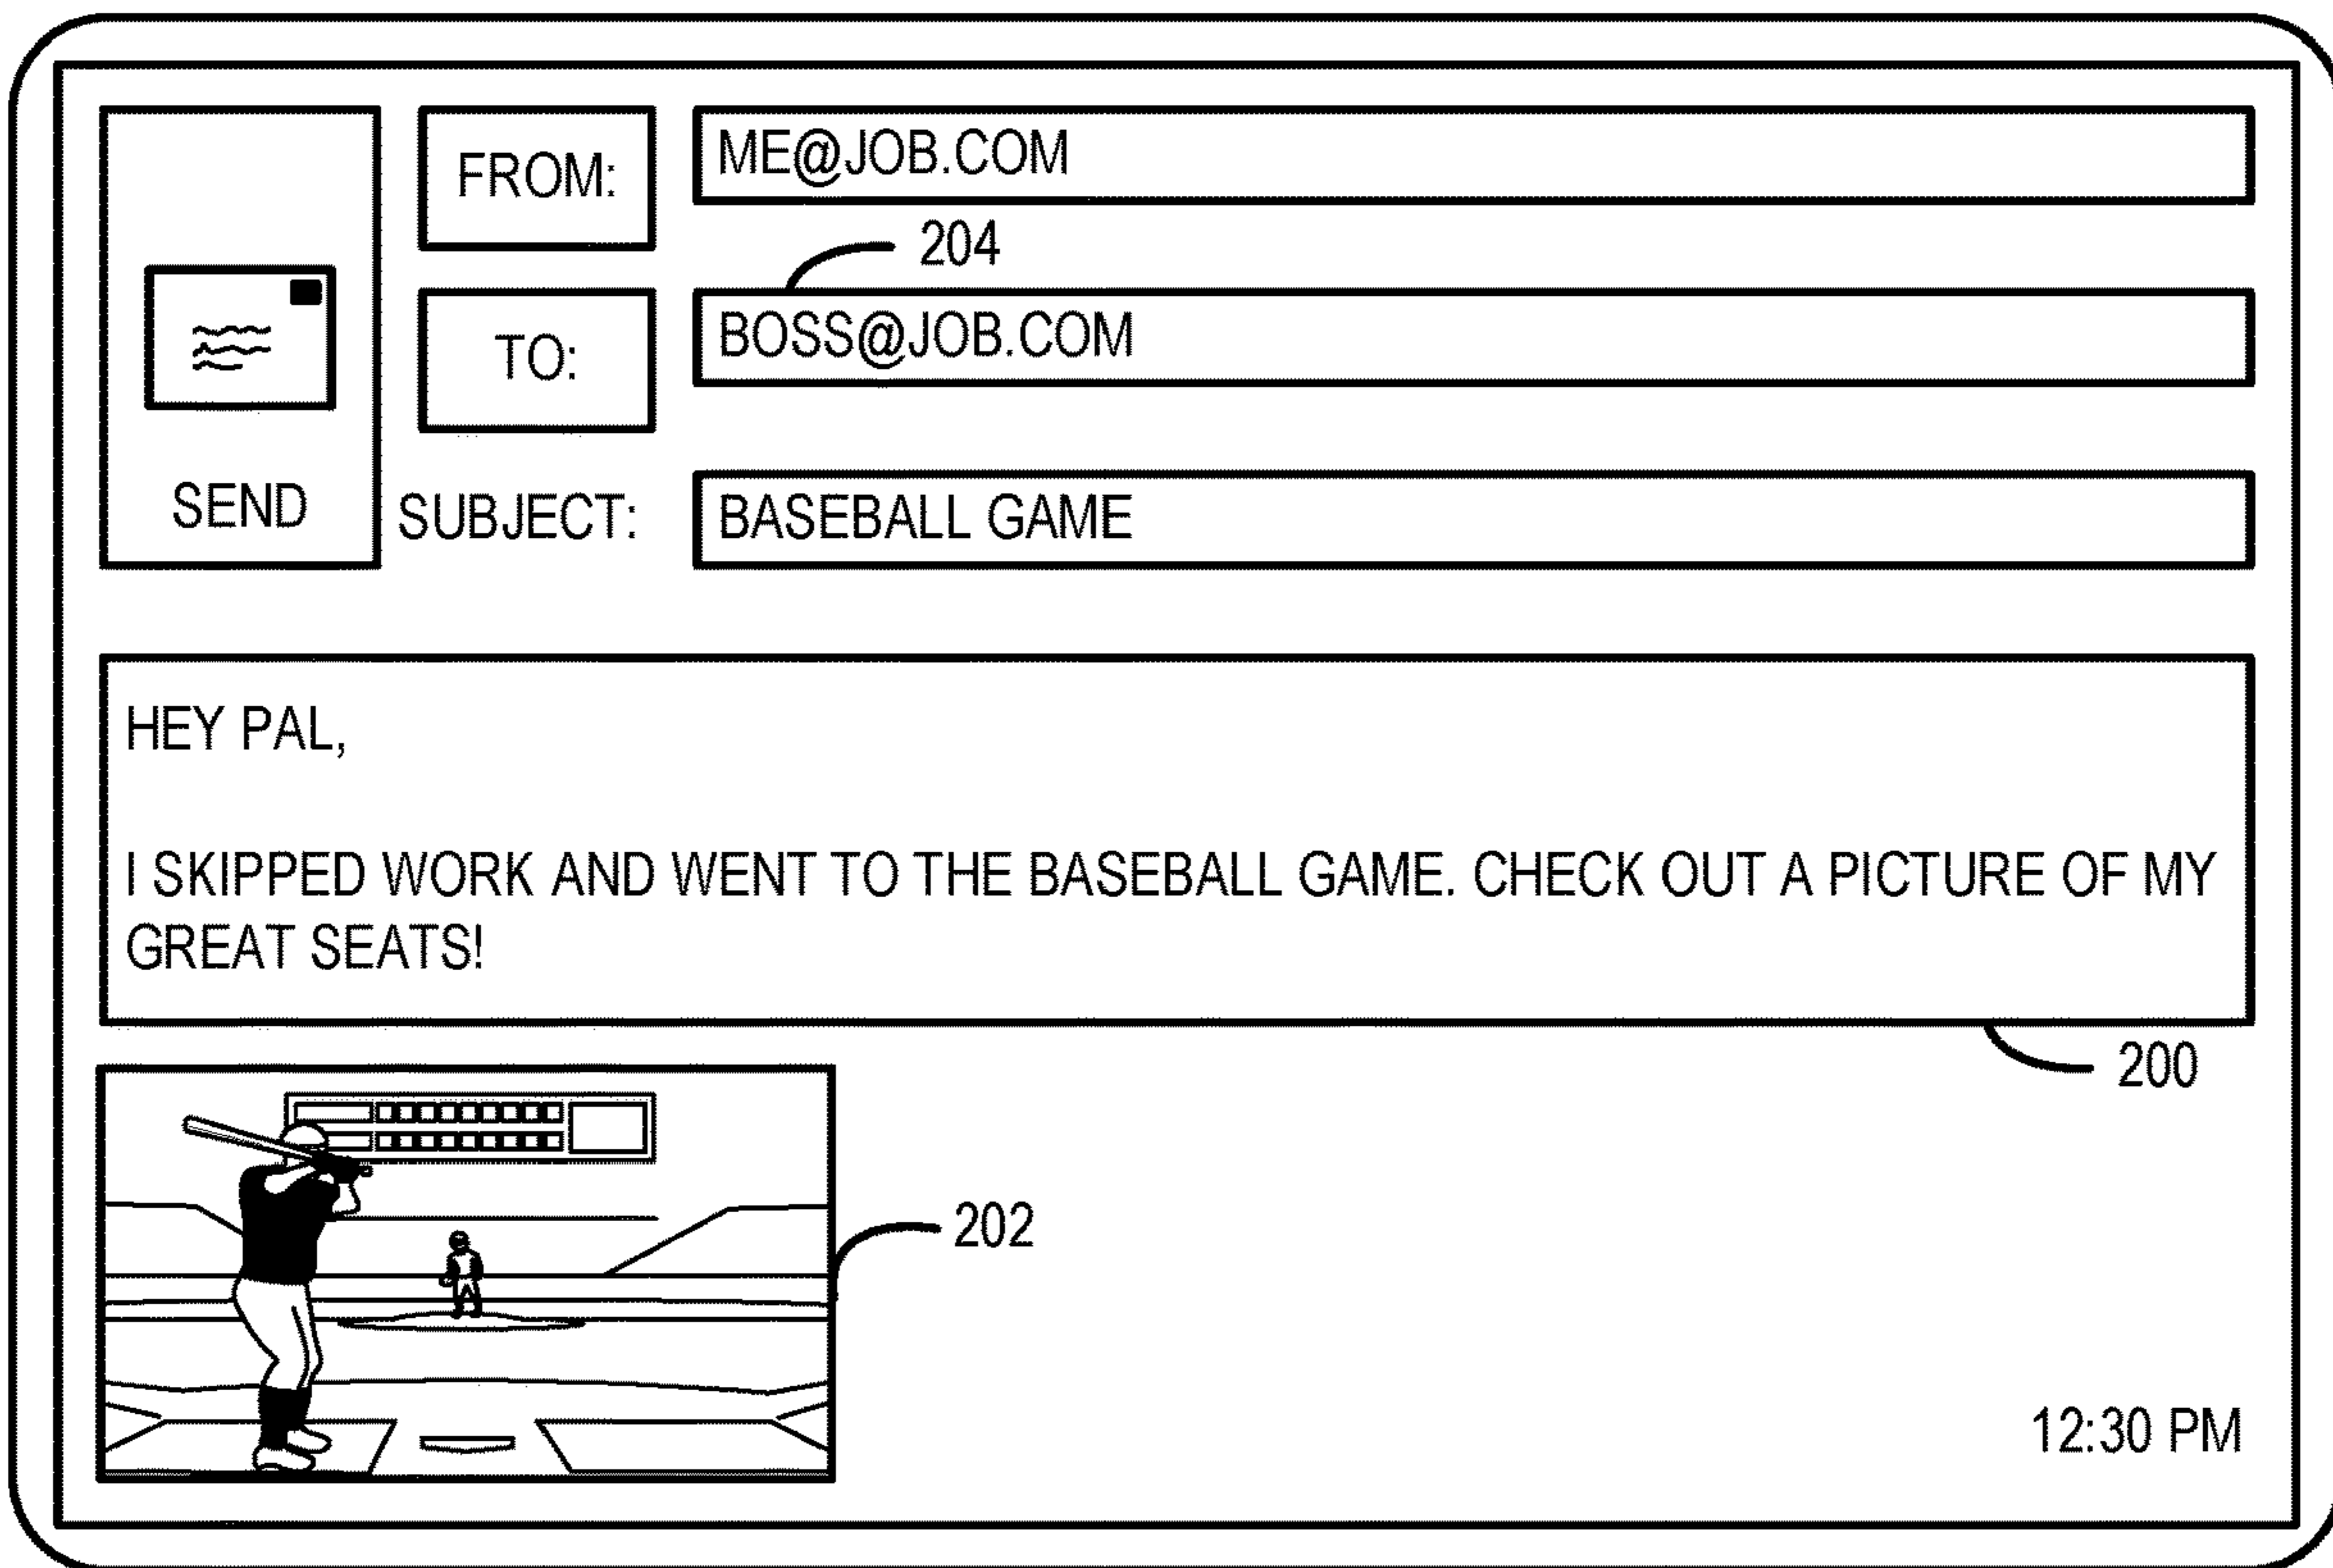 FROM:
ME@JOB.COM
204
TO:
BOSS@JOB.COM
SEND
SUBJECT:
BASEBALL GAME
HEY PAL,
I SKIPPED WORK AND WENT TO THE BASEBALL GAME. CHECK OUT A PICTURE OF MY
GREAT SEATS!
200
202
12:30 PM